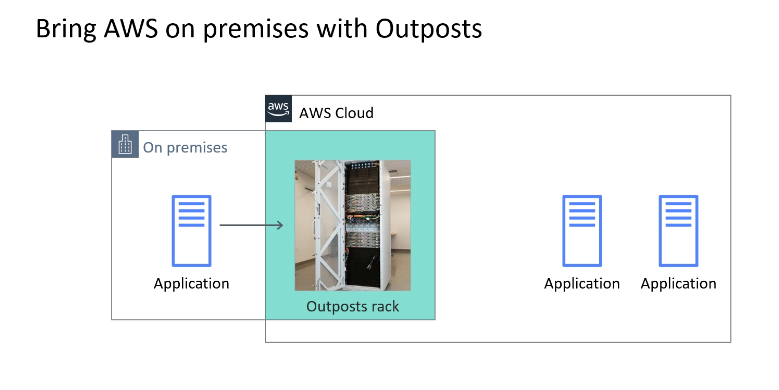 Bring AWS on premises with Outposts
aws
AWS Cloud
On premises
Application
Outposts rack
Application
Application